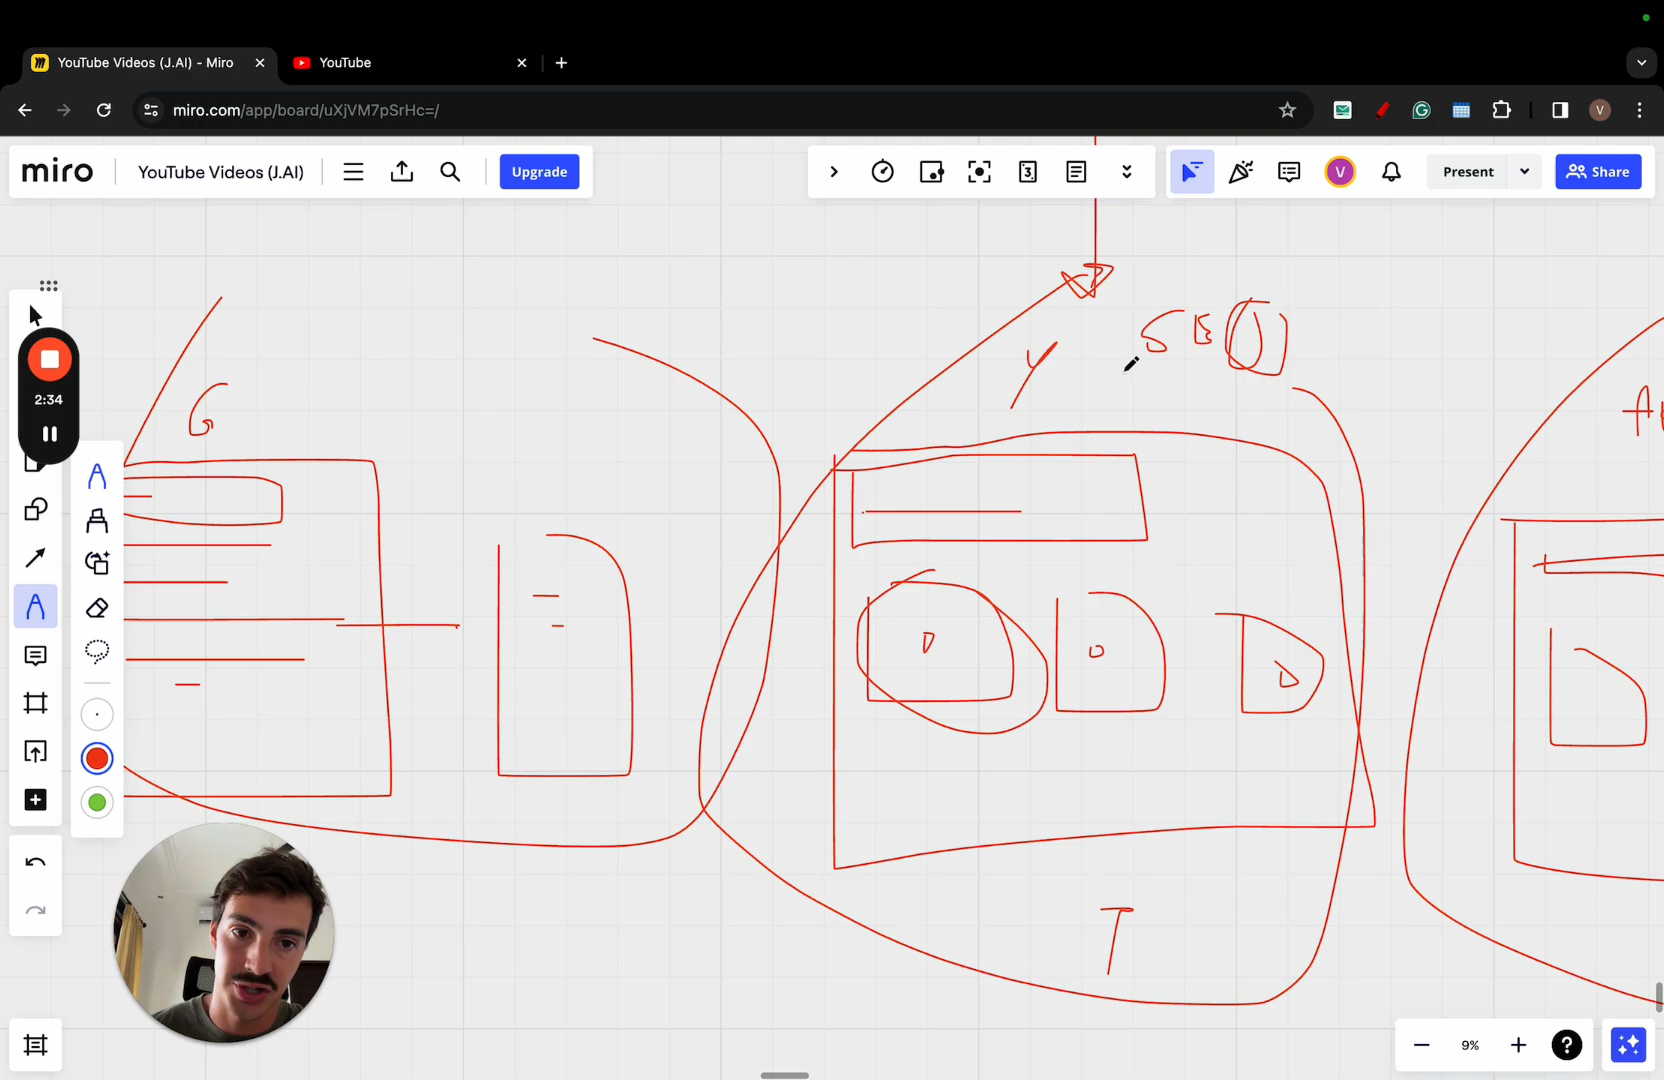 YouTube Videos (J.AI) - Miro
YouTube
miro.com/app/board/uXjVM7pSrHc=/
V
miro
YouTube Videos (J.AI)
Upgrade
3
V
Present
Share
2:34
G
Y
S
T
A
9%
?